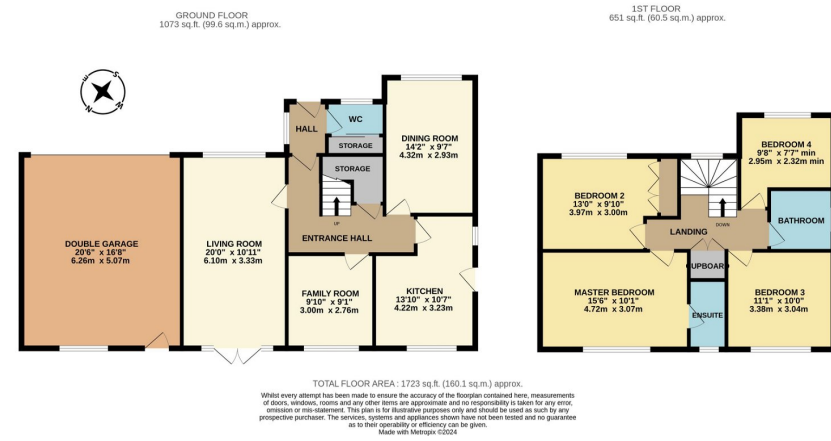 GROUND FLOOR
1073 sq.ft. (99.6 sq.m.) approx.
S
E
W
N
HALL
WC
STORAGE
STORAGE
DINING ROOM
14'2" x 9'7"
4.32m x 2.93m
DOUBLE GARAGE
20'6" x 16'8"
6.26m x 5.07m
LIVING ROOM
20'0" x 10'11"
6.10m x 3.33m
UP
ENTRANCE HALL
FAMILY ROOM
9'10" x 9'1"
3.00m x 2.76m
KITCHEN
13'10" x 10'7"
4.22m x 3.23m
1ST FLOOR
651 sq.ft. (60.5 sq.m.) approx.
BEDROOM 4
9'8" x 7'7" min
2.95m x 2.32m min
BEDROOM 2
13'0" x 9'10"
3.97m x 3.00m
BATHROOM
DOWN
LANDING
CUPBOARD
MASTER BEDROOM
15'6" x 10'1"
4.72m x 3.07m
ENSUITE
BEDROOM 3
11'1" x 10'0"
3.38m x 3.04m
TOTAL FLOOR AREA : 1723 sq.ft. (160.1 sq.m.) approx.
Whilst every attempt has been made to ensure the accuracy of the floorplan contained here, measurements
of doors, windows, rooms and any other items are approximate and no responsibility is taken for any error,
omission or mis-statement. This plan is for illustrative purposes only and should be used as such by any
prospective purchaser. The services, systems and appliances shown have not been tested and no guarantee
as to their operability or efficiency can be given.
Made with Metropix ©2024